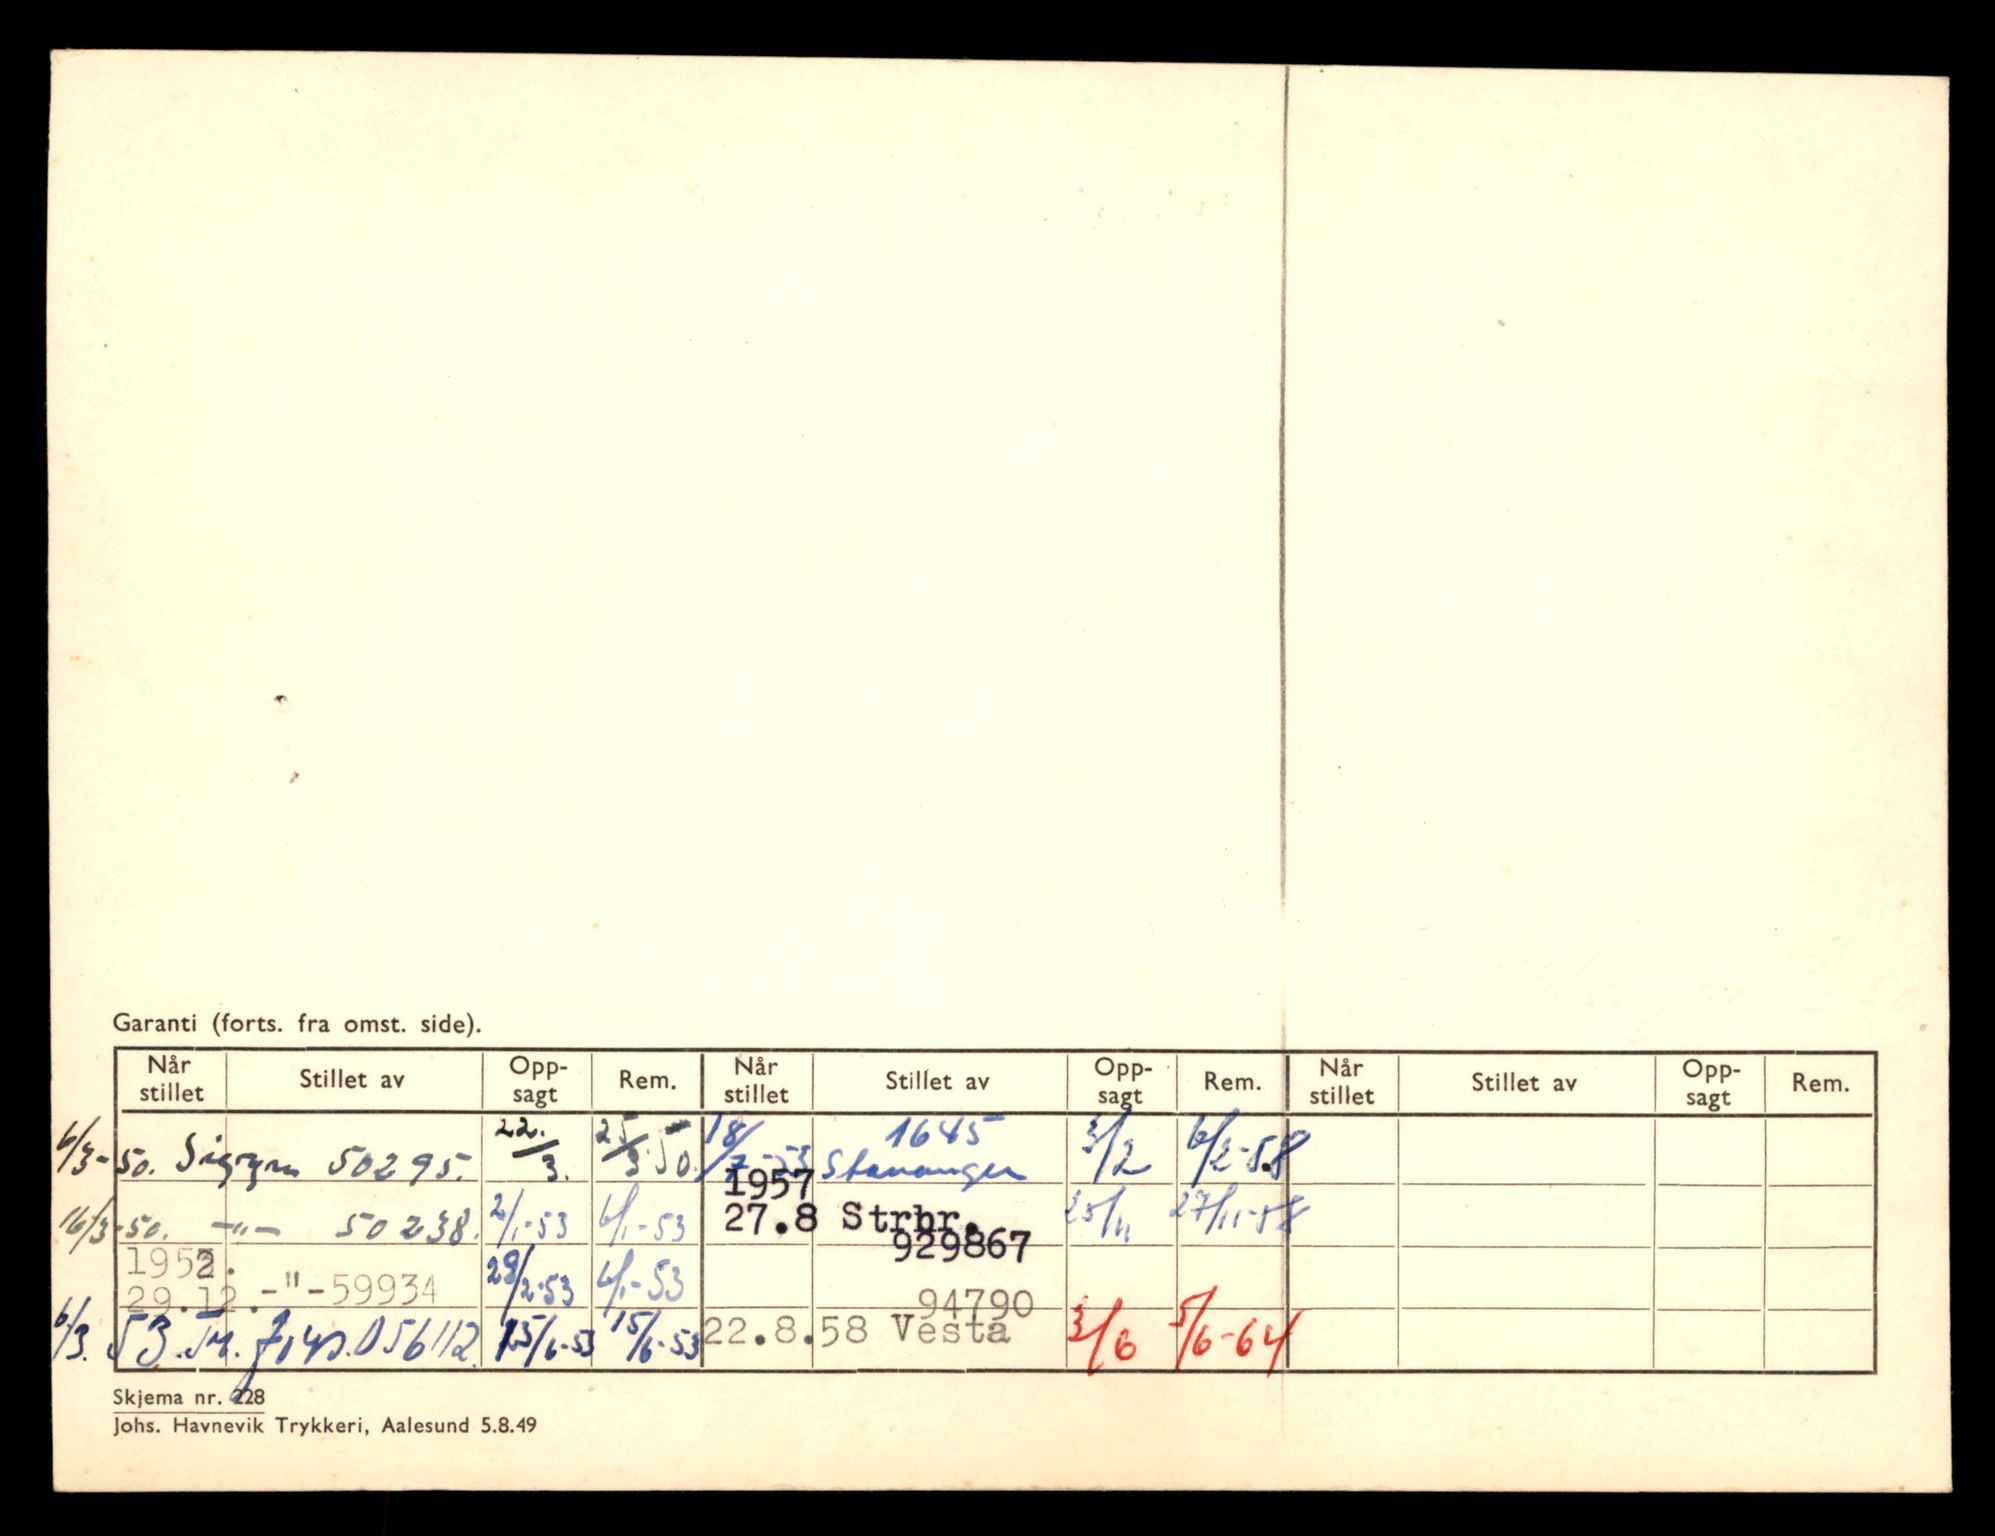 Garanti (forts. fra omst. side).
Når stillet Stillet av Opp-sagt Rem. Når stillet Stillet av Opp-sagt Rem. Når stillet Stillet av Opp-sagt Rem.
6/3-50. Sigyn 50295. 22./3. 25/3.50. 18/7-53 1645 Stavanger 3/2 6/2-58
16/3-50. -"- 50238. 2/1-53 6/1-53 1957 27.8 Strbr. 929867 25/11 27/11-58
1952. 29.12.-"-59934 28/2-53 6/1-53
6/3. 53. 056112. 15/6-53 15/6-53 22.8.58 Vesta 94790 3/6 5/6-64
Skjema nr. 228
Johs. Havnevik Trykkeri, Aalesund 5.8.49